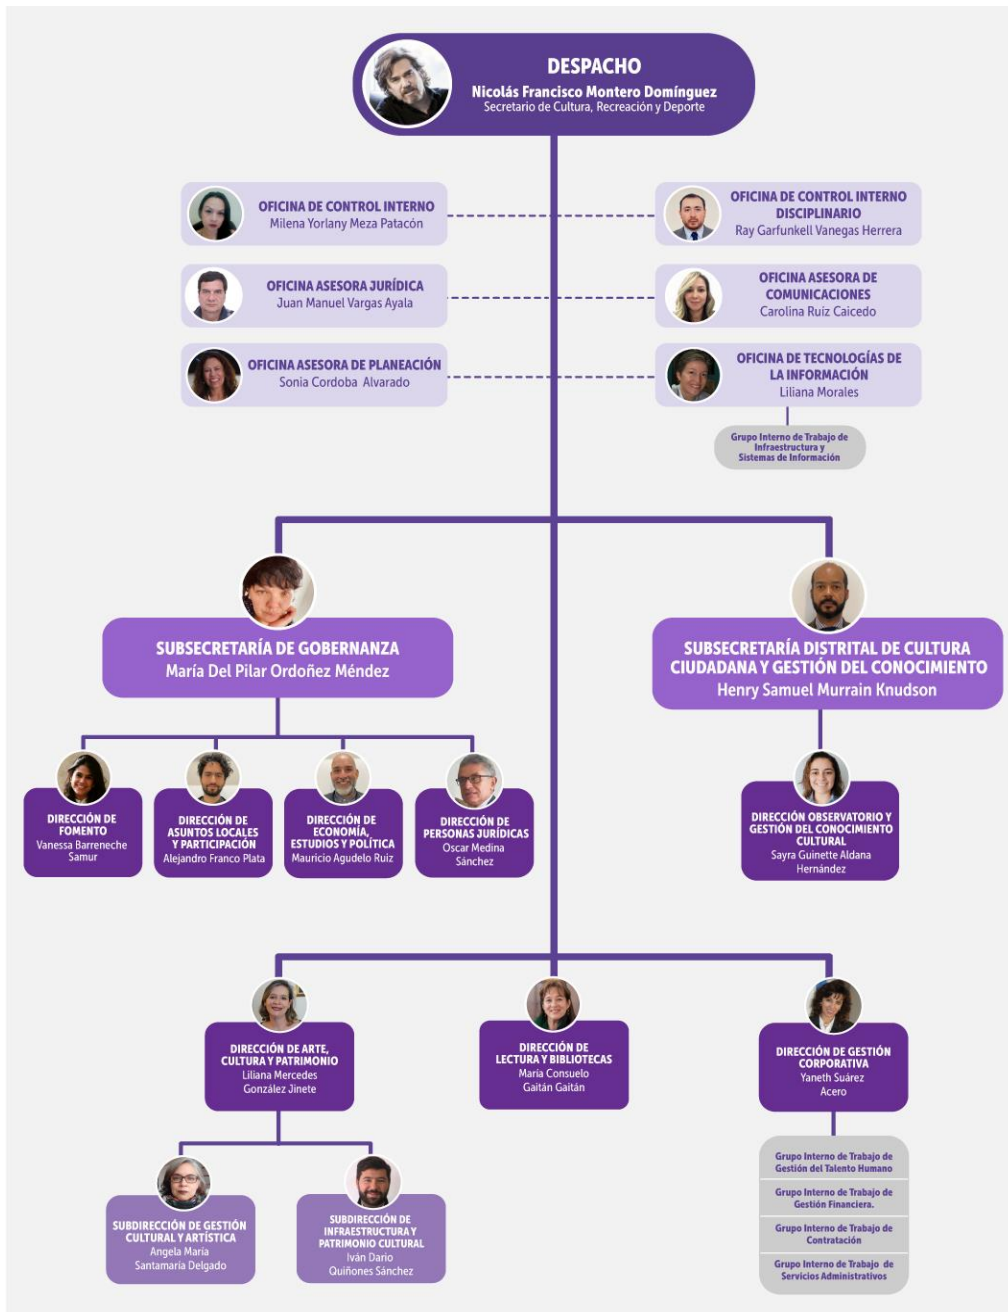 DESPACHO
Nicolás Francisco Montero Domínguez
Secretario de Cultura, Recreación y Deporte
OFICINA DE CONTROL INTERNO
Milena Yorlany Meza Patacón
OFICINA DE CONTROL INTERNO
DISCIPLINARIO
Ray Garfunkell Vanegas Herrera
OFICINA ASESORA JURÍDICA
Juan Manuel Vargas Ayala
OFICINA ASESORA DE
COMUNICACIONES
Carolina Ruiz Caicedo
OFICINA ASESORA DE PLANEACIÓN
Sonia Cordoba Alvarado
OFICINA DE TECNOLOGÍAS DE
LA INFORMACIÓN
Liliana Morales
Grupo Interno de Trabajo de
Infraestructura y
Sistemas de Información
SUBSECRETARÍA DE GOBERNANZA
María Del Pilar Ordoñez Méndez
SUBSECRETARÍA DISTRITAL DE CULTURA
CIUDADANA Y GESTIÓN DEL CONOCIMIENTO
Henry Samuel Murrain Knudson
DIRECCIÓN DE
FOMENTO
Vanessa Barreneche
Samur
DIRECCIÓN DE
ASUNTOS LOCALES
Y PARTICIPACIÓN
Alejandro Franco Plata
DIRECCIÓN DE
ECONOMÍA,
ESTUDIOS Y POLÍTICA
Mauricio Agudelo Ruiz
DIRECCIÓN DE
PERSONAS JURÍDICAS
Oscar Medina
Sánchez
DIRECCIÓN OBSERVATORIO Y
GESTIÓN DEL CONOCIMIENTO
CULTURAL
Sayra Guinette Aldana
Hernández
DIRECCIÓN DE ARTE,
CULTURA Y PATRIMONIO
Liliana Mercedes
González Jinete
DIRECCIÓN DE
LECTURA Y BIBLIOTECAS
María Consuelo
Gaitán Gaitán
DIRECCIÓN DE GESTIÓN
CORPORATIVA
Yaneth Suárez
Acero
SUBDIRECCIÓN DE GESTIÓN
CULTURAL Y ARTÍSTICA
Angela María
Santamaría Delgado
SUBDIRECCIÓN DE
INFRAESTRUCTURA Y
PATRIMONIO CULTURAL
Iván Dario
Quiñones Sánchez
Grupo Interno de Trabajo de
Gestión del Talento Humano
Grupo Interno de Trabajo de
Gestión Financiera.
Grupo Interno de Trabajo de
Contratación
Grupo Interno de Trabajo de
Servicios Administrativos